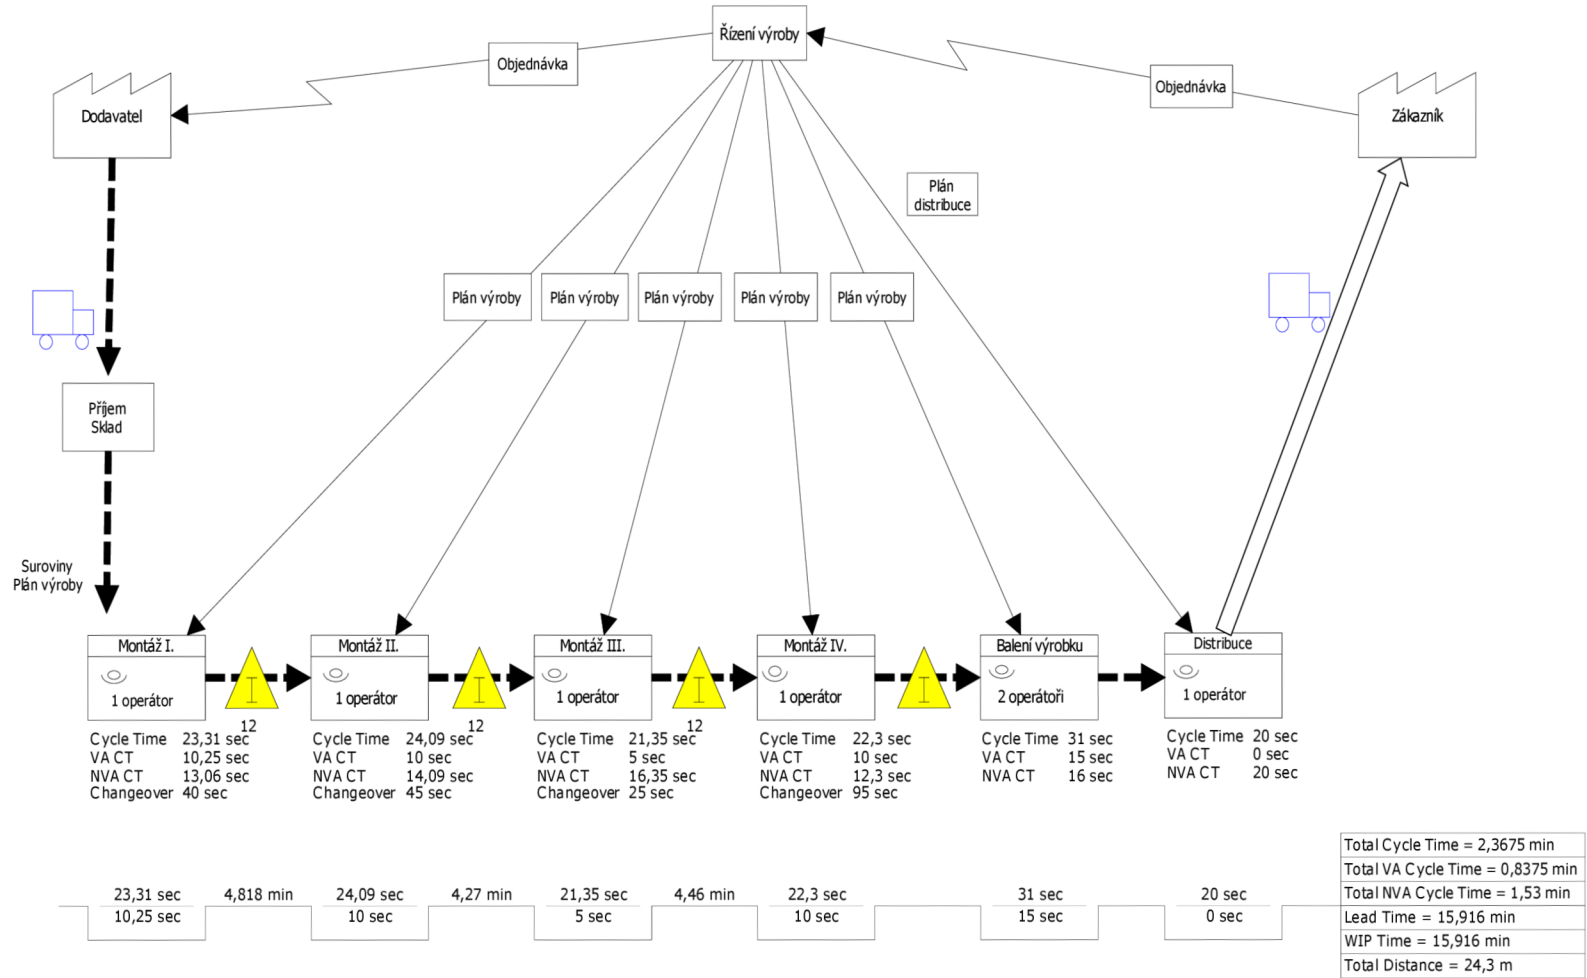 Řízení výroby
Objednávka
Objednávka
Dodavatel
Zákazník
Plán
distribuce
Plán výroby
Plán výroby
Plán výroby
Plán výroby
Plán výroby
Příjem
Sklad
Suroviny
Plán výroby
Montáž I.
1 operátor
12
Cycle Time 23,31 sec
VA CT 10,25 sec
NVA CT 13,06 sec
Changeover 40 sec
Montáž II.
1 operátor
12
Cycle Time 24,09 sec
VA CT 10 sec
NVA CT 14,09 sec
Changeover 45 sec
Montáž III.
1 operátor
12
Cycle Time 21,35 sec
VA CT 5 sec
NVA CT 16,35 sec
Changeover 25 sec
Montáž IV.
1 operátor
Cycle Time 22,3 sec
VA CT 10 sec
NVA CT 12,3 sec
Changeover 95 sec
Balení výrobku
2 operátoři
Cycle Time 31 sec
VA CT 15 sec
NVA CT 16 sec
Distribuce
1 operátor
Cycle Time 20 sec
VA CT 0 sec
NVA CT 20 sec
23,31 sec 4,818 min 24,09 sec 4,27 min 21,35 sec 4,46 min 22,3 sec 31 sec 20 sec
10,25 sec 10 sec 5 sec 10 sec 15 sec 0 sec
Total Cycle Time = 2,3675 min
Total VA Cycle Time = 0,8375 min
Total NVA Cycle Time = 1,53 min
Lead Time = 15,916 min
WIP Time = 15,916 min
Total Distance = 24,3 m